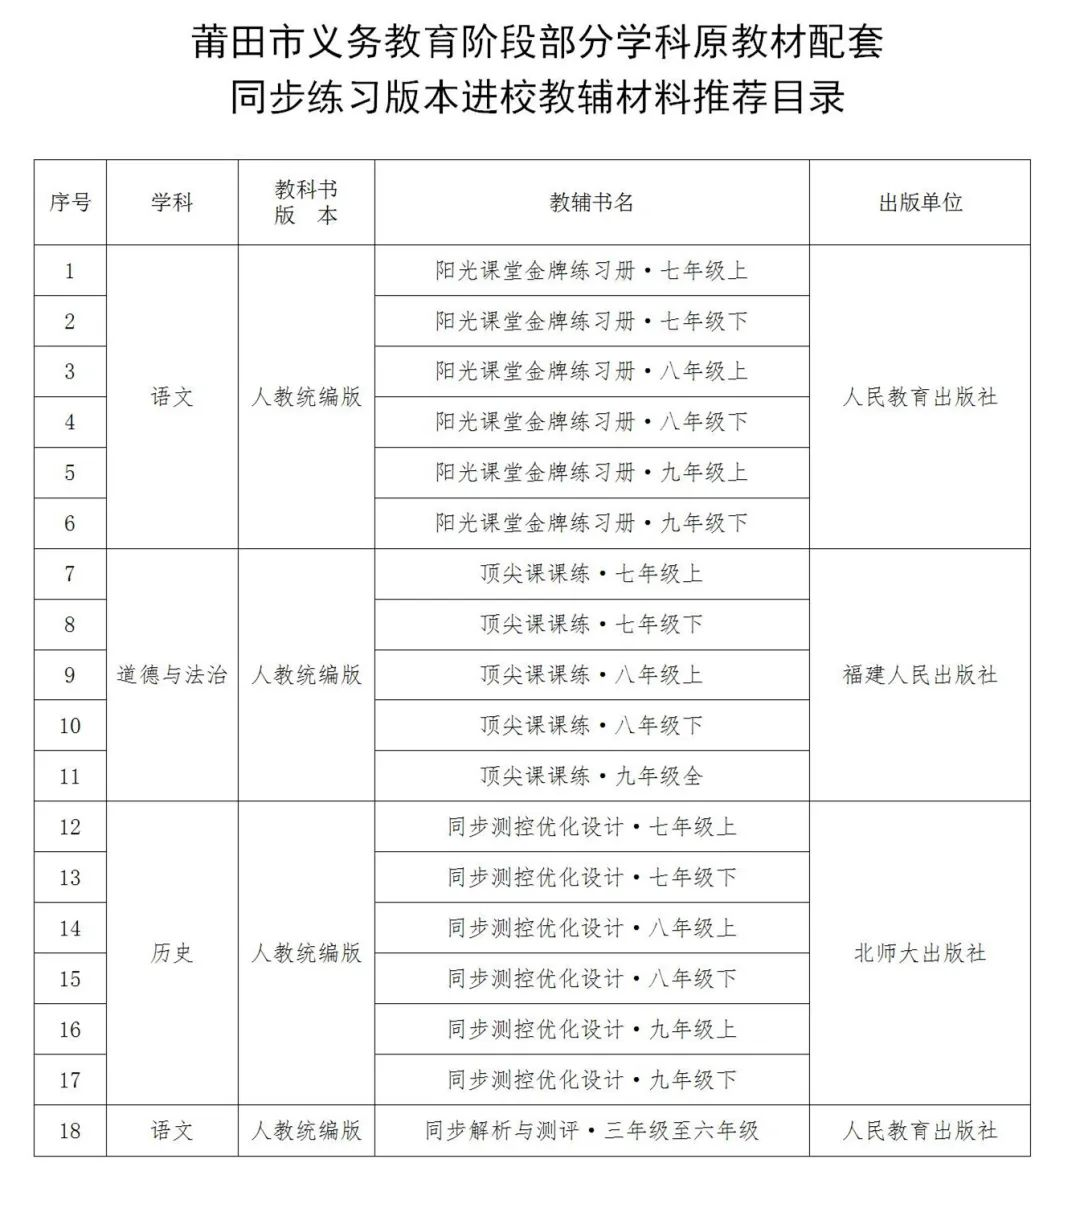 莆田市义务教育阶段部分学科原教材配套
同步练习版本进校教辅材料推荐目录
序号 学科 教科书版 本 教辅书名 出版单位
1 语文 人教统编版 阳光课堂金牌练习册·七年级上 人民教育出版社
2 阳光课堂金牌练习册·七年级下
3 阳光课堂金牌练习册·八年级上
4 阳光课堂金牌练习册·八年级下
5 阳光课堂金牌练习册·九年级上
6 阳光课堂金牌练习册·九年级下
7 道德与法治 人教统编版 顶尖课课练·七年级上 福建人民出版社
8 顶尖课课练·七年级下
9 顶尖课课练·八年级上
10 顶尖课课练·八年级下
11 顶尖课课练·九年级全
12 历史 人教统编版 同步测控优化设计·七年级上 北师大出版社
13 同步测控优化设计·七年级下
14 同步测控优化设计·八年级上
15 同步测控优化设计·八年级下
16 同步测控优化设计·九年级上
17 同步测控优化设计·九年级下
18 语文 人教统编版 同步解析与测评·三年级至六年级 人民教育出版社